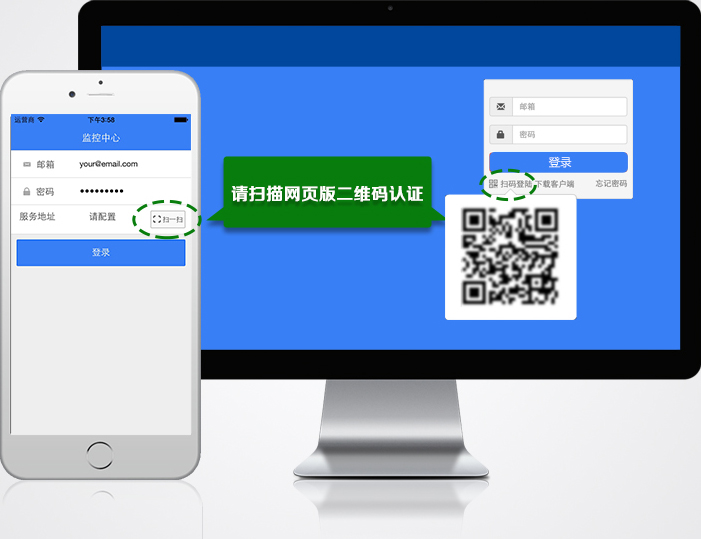 运营商
下午3:58
监控中心
邮箱
your@email.com
密码
•••••••••
服务地址
请配置
扫一扫
登录
请扫描网页版二维码认证
邮箱
密码
登录
扫码登陆
下载客户端
忘记密码